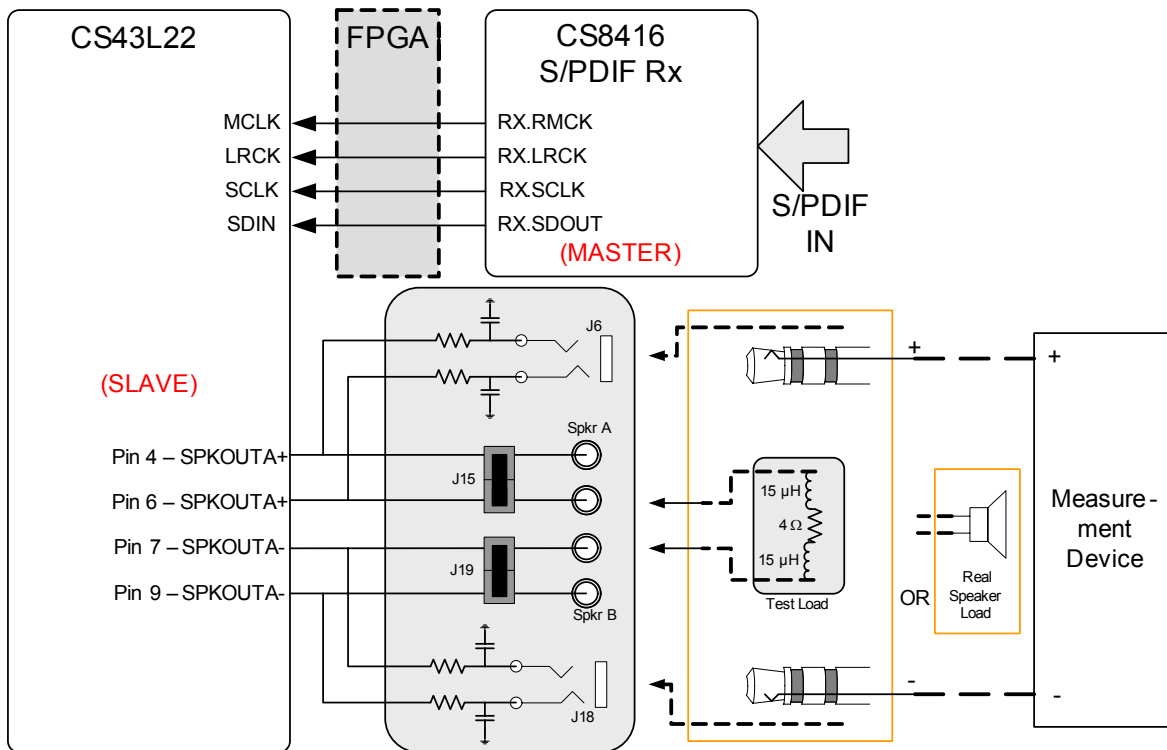 CS43L22
FPGA
CS8416
S/PDIF Rx
MCLK
RX.RMCK
LRCK
RX.LRCK
SCLK
RX.SCLK
SDIN
RX.SDOUT
(MASTER)
S/PDIF
IN
(SLAVE)
J6
+
+
Pin 4 – SPKOUTA+
Spkr A
J15
Pin 6 – SPKOUTA+
Pin 7 – SPKOUTA-
J19
Pin 9 – SPKOUTA-
Spkr B
J18
15 µH
4 Ω
15 µH
Test Load
OR
Real
Speaker
Load
Measure-
ment
Device
-
-